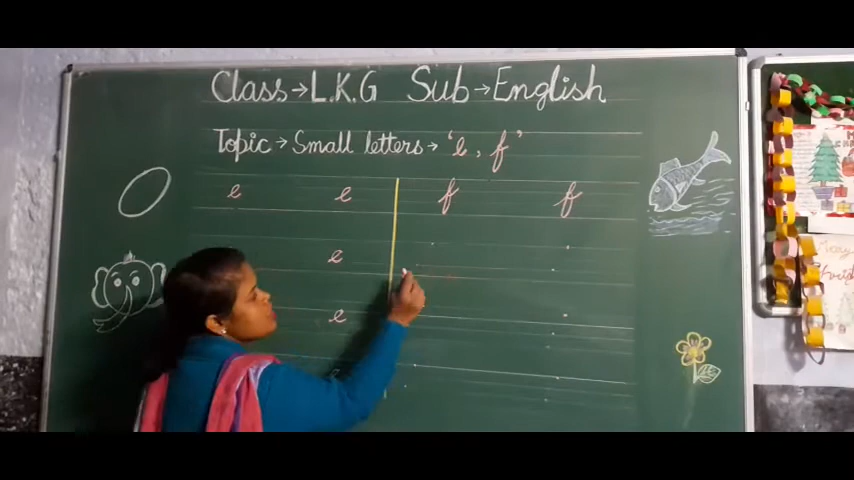 Class→L.K.G Sub→English
Topic→Small letters→'e, f'
e e f f
e
e